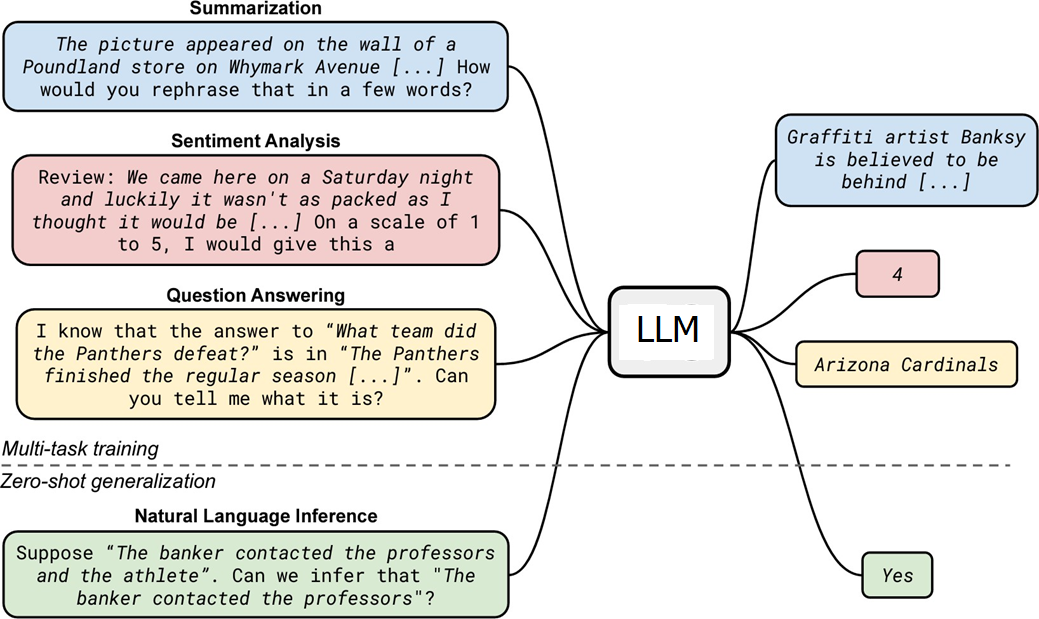 Summarization
The picture appeared on the wall of a
Poundland store on Whymark Avenue [...] How
would you rephrase that in a few words?
Sentiment Analysis
Review: We came here on a Saturday night
and luckily it wasn't as packed as I
thought it would be [...] On a scale of 1
to 5, I would give this a
Question Answering
I know that the answer to “What team did
the Panthers defeat?” is in “The Panthers
finished the regular season [...]”. Can
you tell me what it is?
Multi-task training
Zero-shot generalization
Natural Language Inference
Suppose “The banker contacted the professors
and the athlete”. Can we infer that "The
banker contacted the professors"?
LLM
Graffiti artist Banksy
is believed to be
behind [...]
4
Arizona Cardinals
Yes